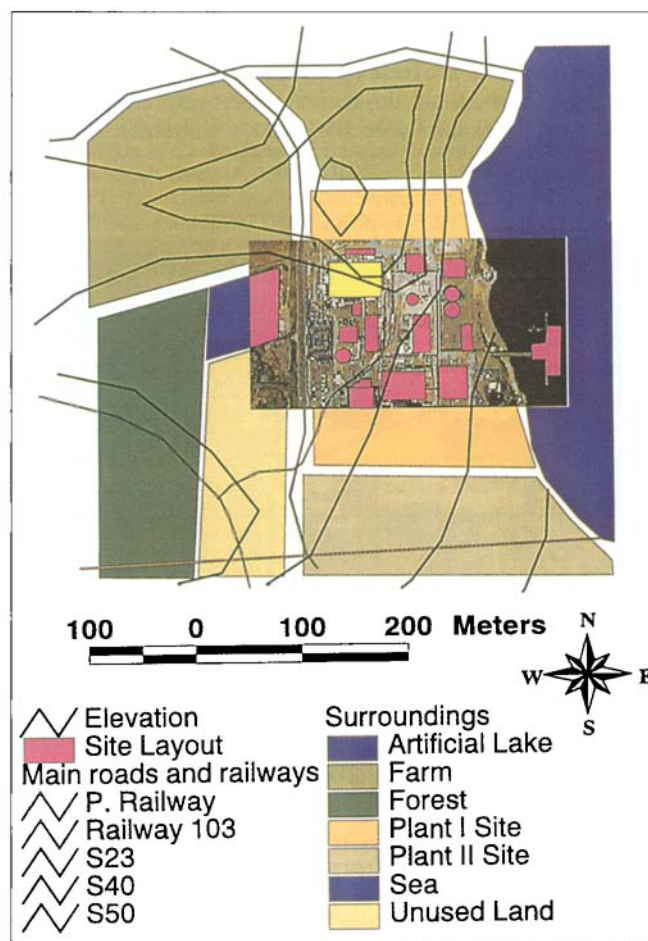 100 0 100 200 Meters
N
W E
S
Elevation
Site Layout
Main roads and railways
P. Railway
Railway 103
S23
S40
S50
Surroundings
Artificial Lake
Farm
Forest
Plant I Site
Plant II Site
Sea
Unused Land